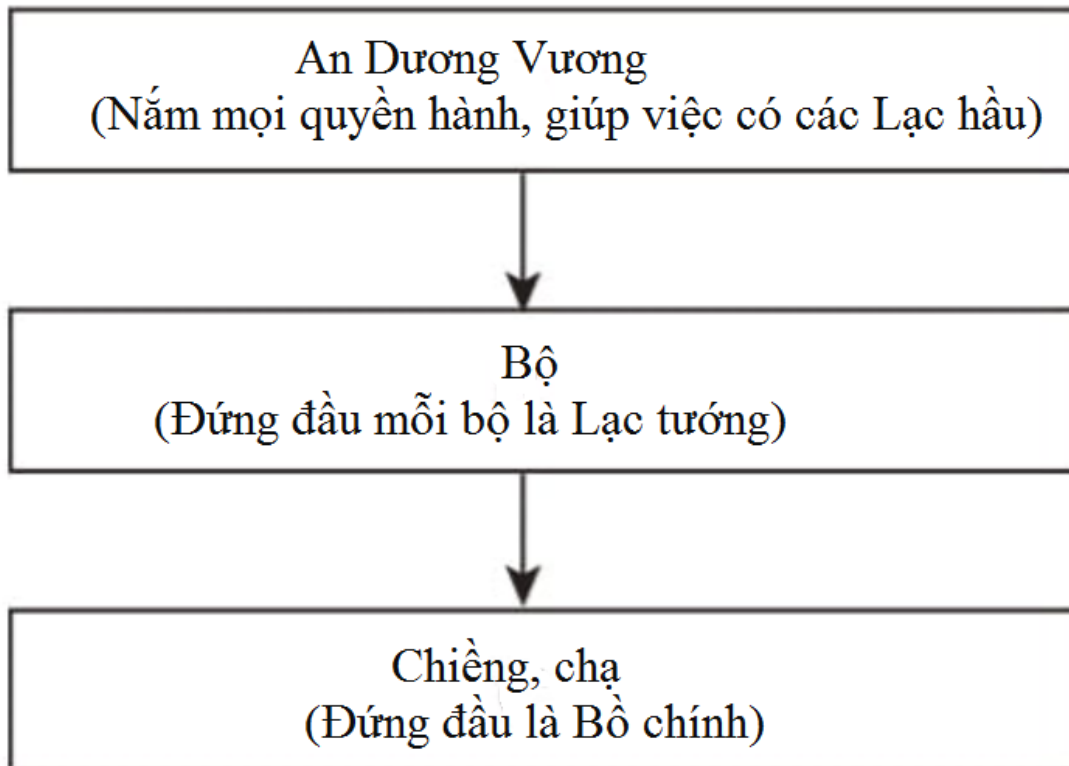 An Dương Vương
(Nắm mọi quyền hành, giúp việc có các Lạc hầu)
Bộ
(Đứng đầu mỗi bộ là Lạc tướng)
Chiềng, chạ
(Đứng đầu là Bồ chính)